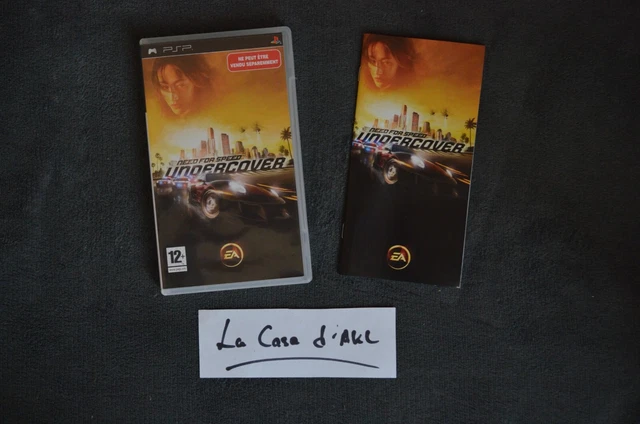 PSP
NE PEUT ÊTRE
VENDU SÉPARÉMENT
NEED FOR SPEED
UNDERCOVER
12+
EA
NEED FOR SPEED
UNDERCOVER
EA
La Casa d'AKL